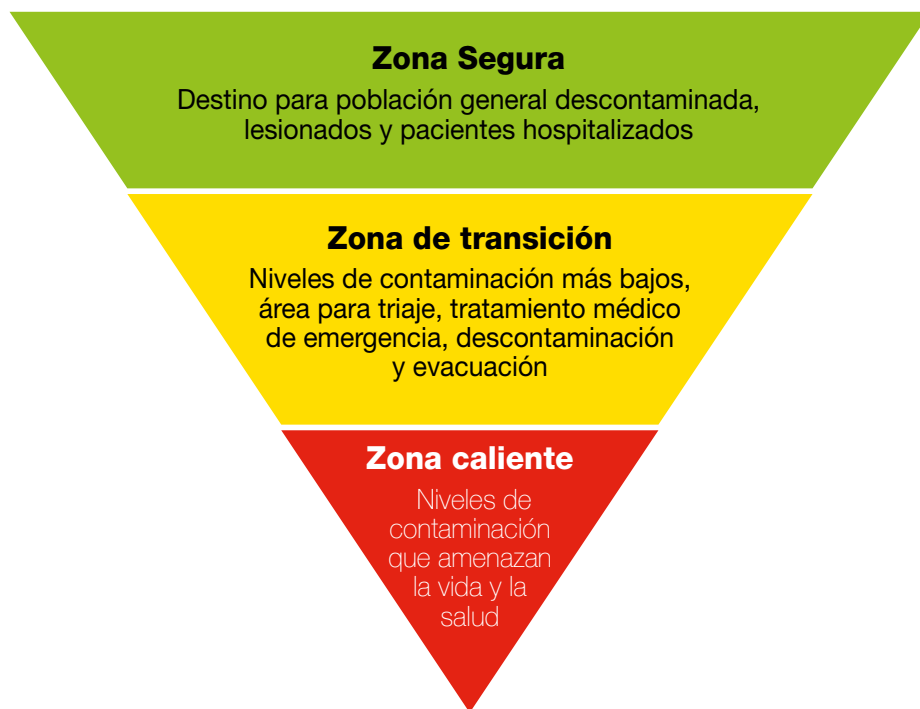 Zona Segura
Destino para población general descontaminada,
lesionados y pacientes hospitalizados
Zona de transición
Niveles de contaminación más bajos,
área para triaje, tratamiento médico
de emergencia, descontaminación
y evacuación
Zona caliente
Niveles de
contaminación
que amenazan
la vida y la
salud